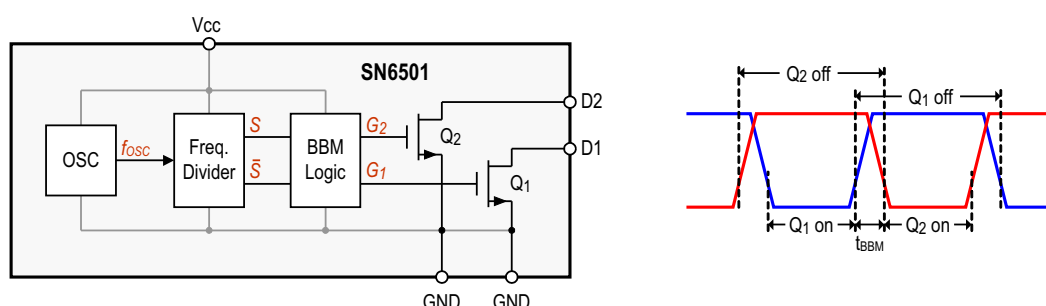 Vcc
SN6501
D2
D1
OSC
fOSC
Freq.
Divider
S
S̄
BBM
Logic
G2
G1
Q2
Q1
GND
GND
Q2 off
Q1 off
Q1 on
tBBM
Q2 on